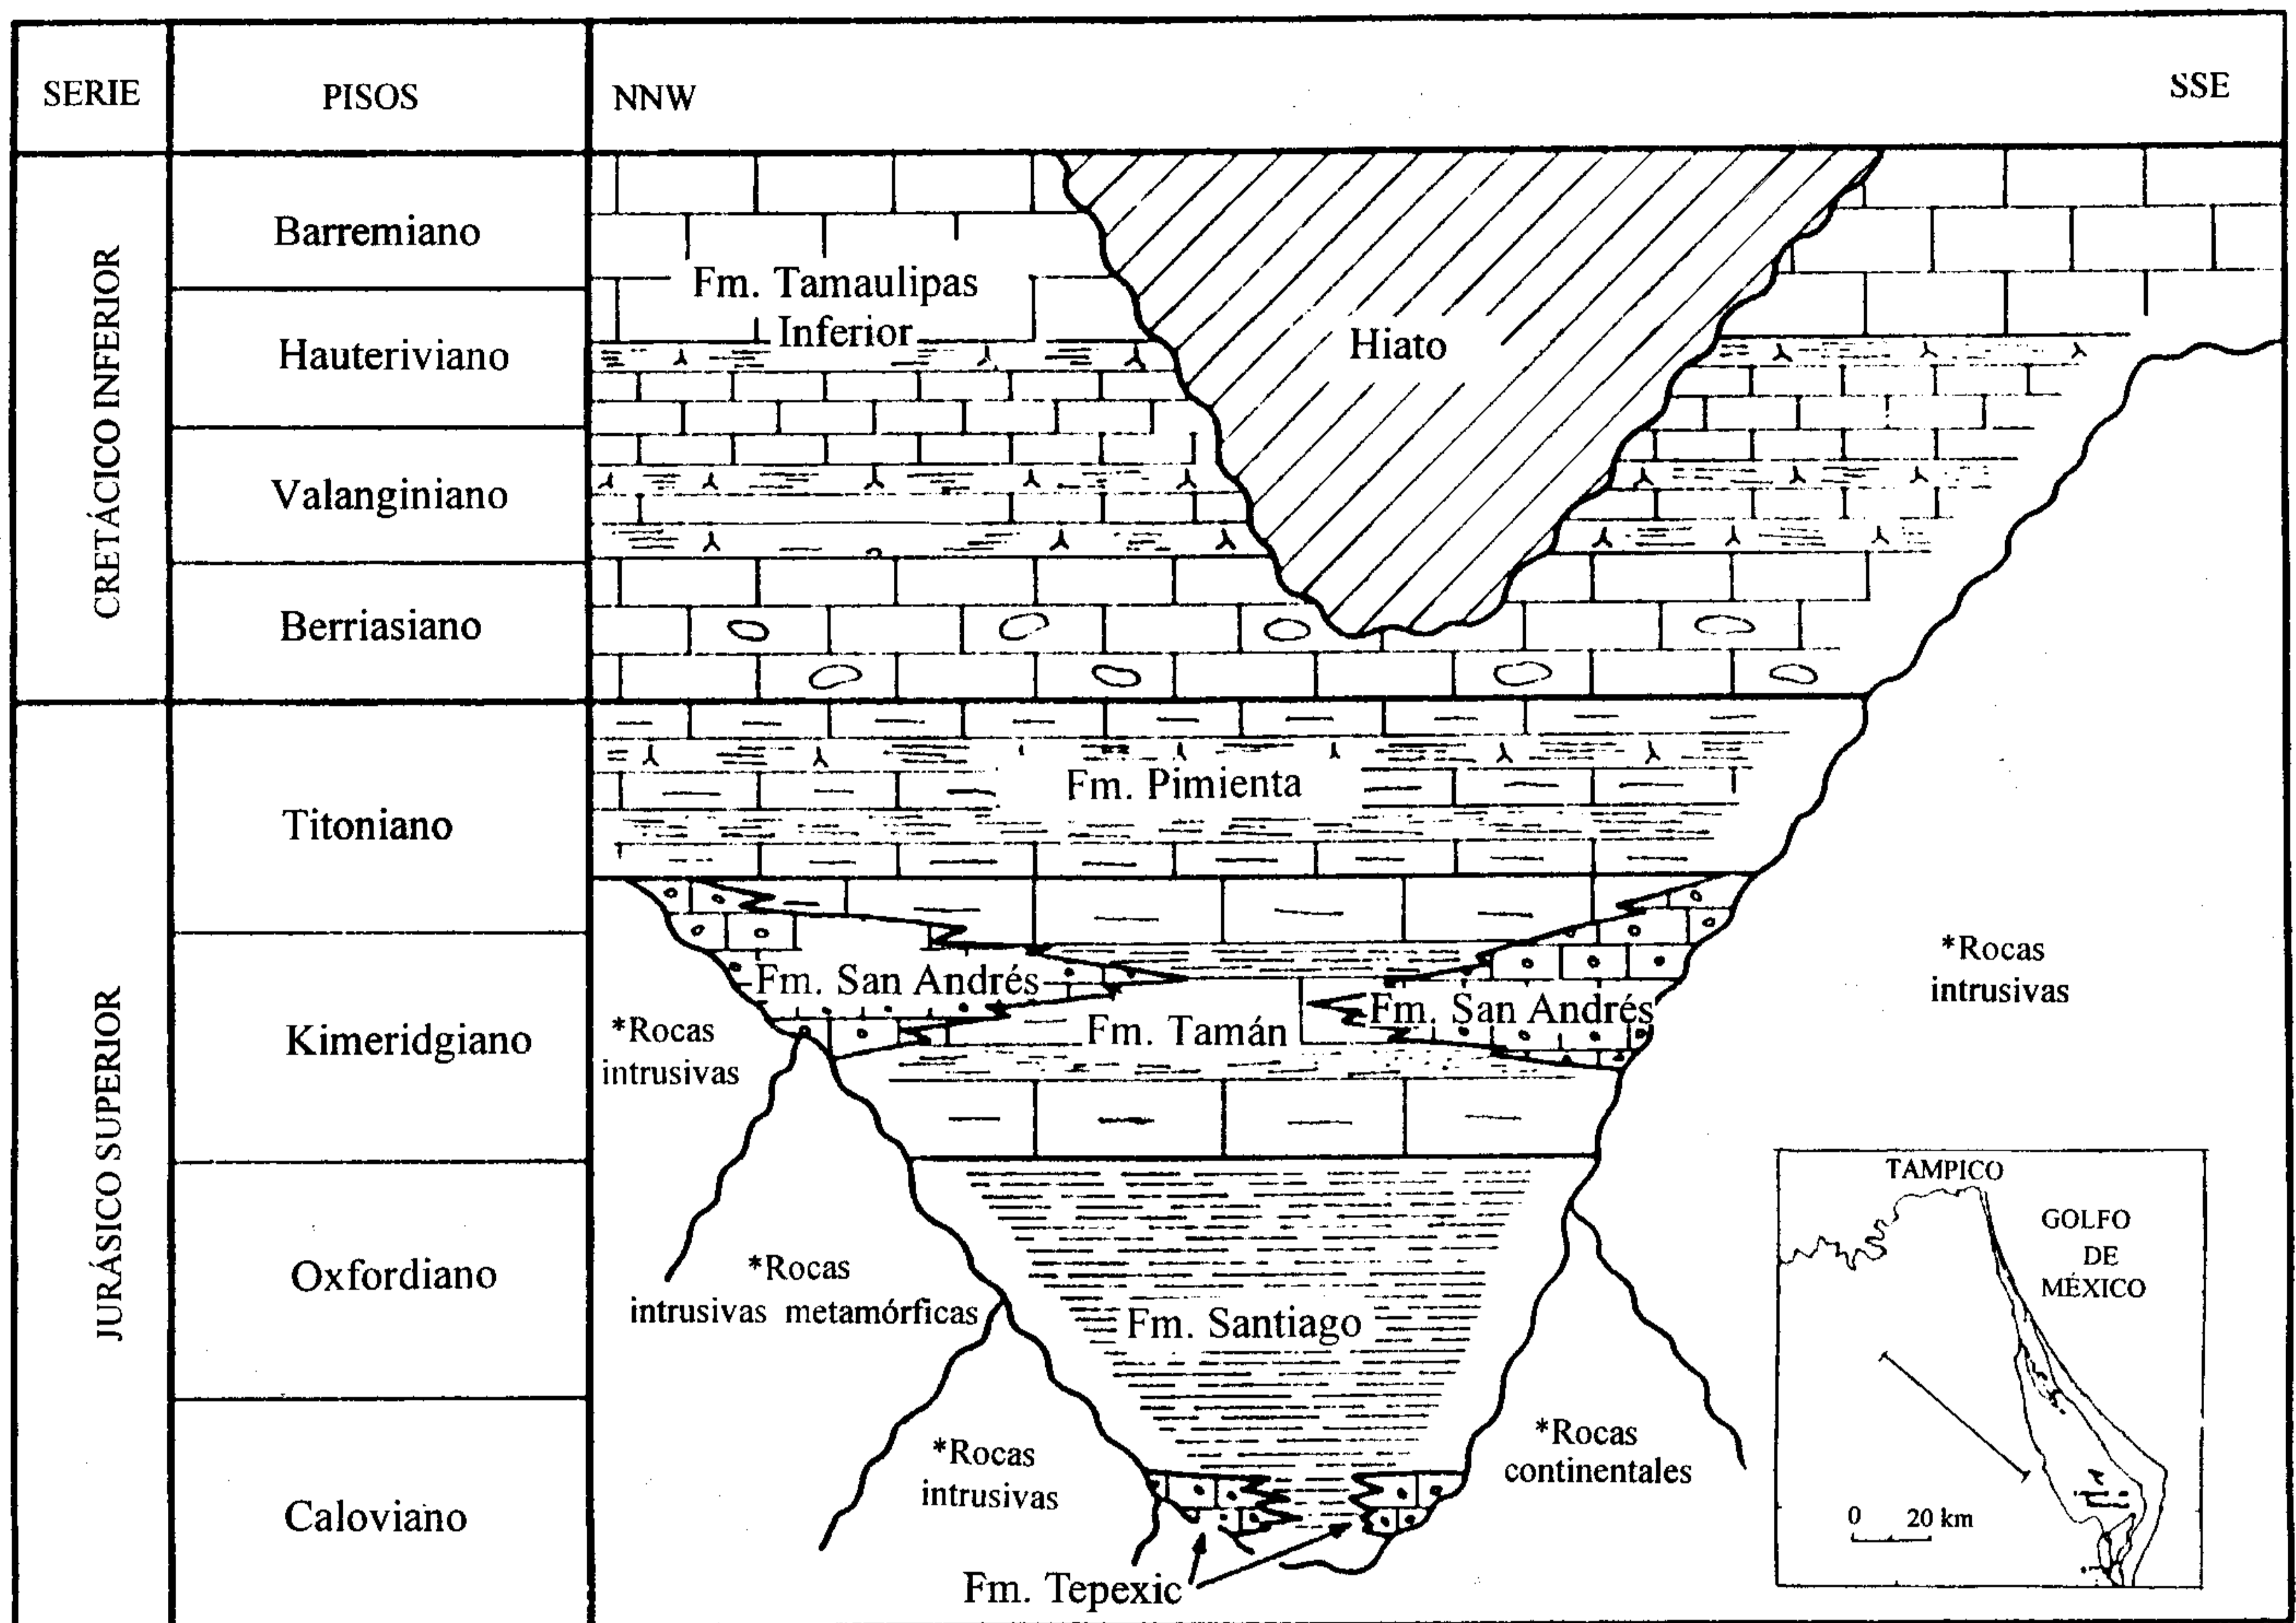 SERIE
PISOS
NNW
SSE
CRETÁCICO INFERIOR
Barremiano
Hauteriviano
Valanginiano
Berriasiano
JURÁSICO SUPERIOR
Titoniano
Kimeridgiano
Oxfordiano
Caloviano
Fm. Tamaulipas
Inferior
Hiato
Fm. Pimienta
Fm. San Andrés
Fm. San Andrés
Fm. Tamán
*Rocas
intrusivas
*Rocas
intrusivas
*Rocas
intrusivas metamórficas
Fm. Santiago
*Rocas
intrusivas
*Rocas
continentales
Fm. Tepexic
TAMPICO
GOLFO
DE
MÉXICO
0 20 km